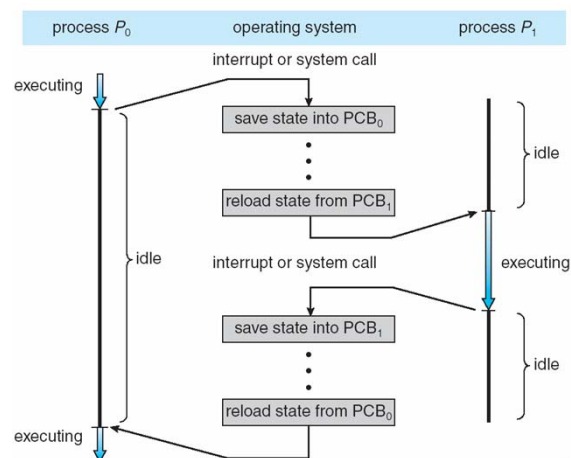 process P0 operating system process P1
interrupt or system call
executing
save state into PCB0
idle
reload state from PCB1
idle
interrupt or system call
executing
save state into PCB1
idle
reload state from PCB0
executing